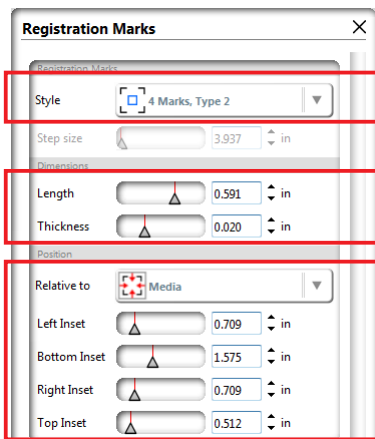 Registration Marks
Registration Marks
Style 4 Marks, Type 2
Step size 3.937 in
Dimensions
Length 0.591 in
Thickness 0.020 in
Position
Relative to Media
Left Inset 0.709 in
Bottom Inset 1.575 in
Right Inset 0.709 in
Top Inset 0.512 in